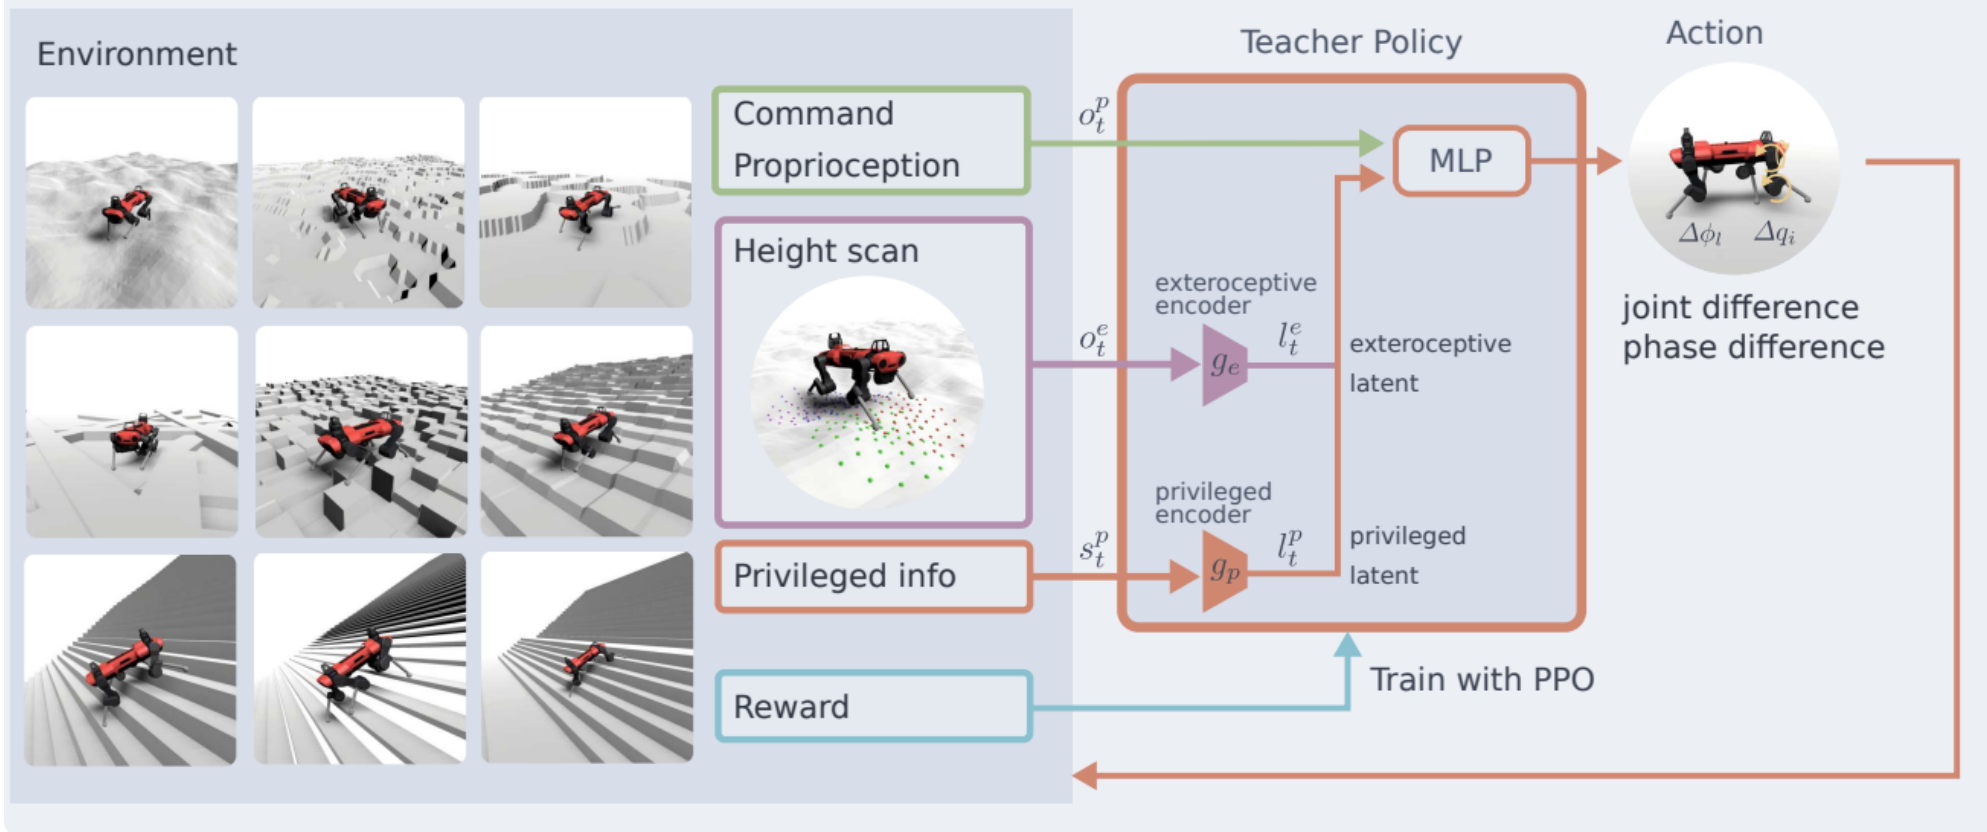 Environment
Command
Proprioception
Height scan
Privileged info
Reward
Teacher Policy
o_t^p
MLP
exteroceptive
encoder
o_t^e
g_e
l_t^e
exteroceptive
latent
privileged
encoder
s_t^p
g_p
l_t^p
privileged
latent
Train with PPO
Action
Δϕ_l Δq_i
joint difference
phase difference